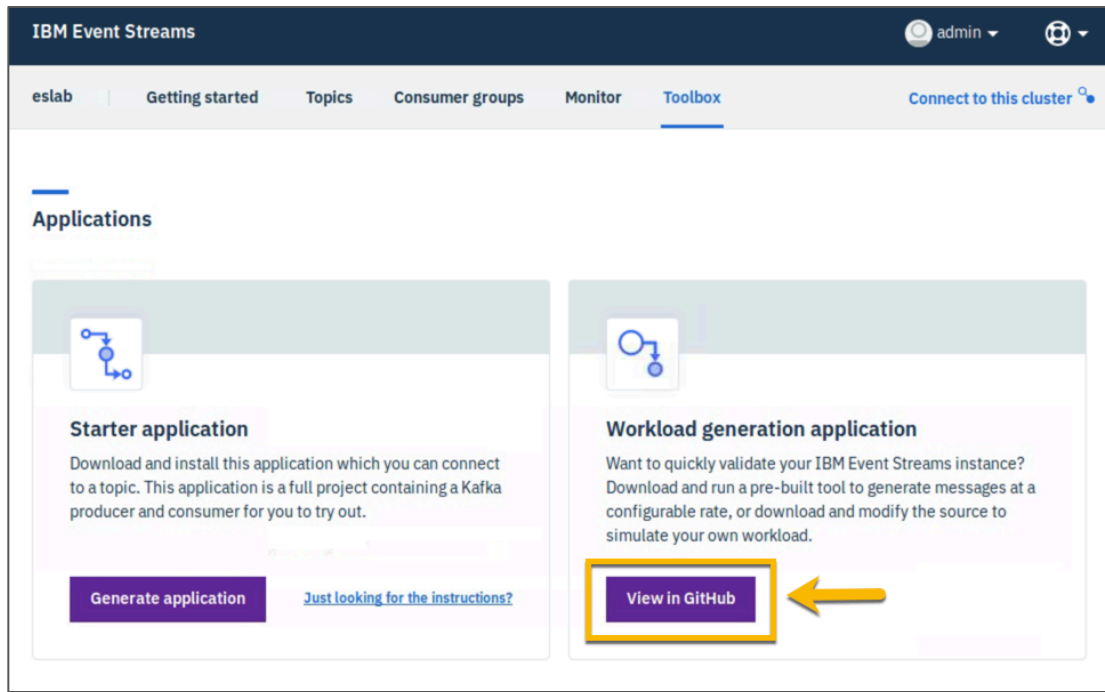 IBM Event Streams
admin
eslab
Getting started
Topics
Consumer groups
Monitor
Toolbox
Connect to this cluster
Applications
Starter application
Download and install this application which you can connect
to a topic. This application is a full project containing a Kafka
producer and consumer for you to try out.
Generate application
Just looking for the instructions?
Workload generation application
Want to quickly validate your IBM Event Streams instance?
Download and run a pre-built tool to generate messages at a
configurable rate, or download and modify the source to
simulate your own workload.
View in GitHub